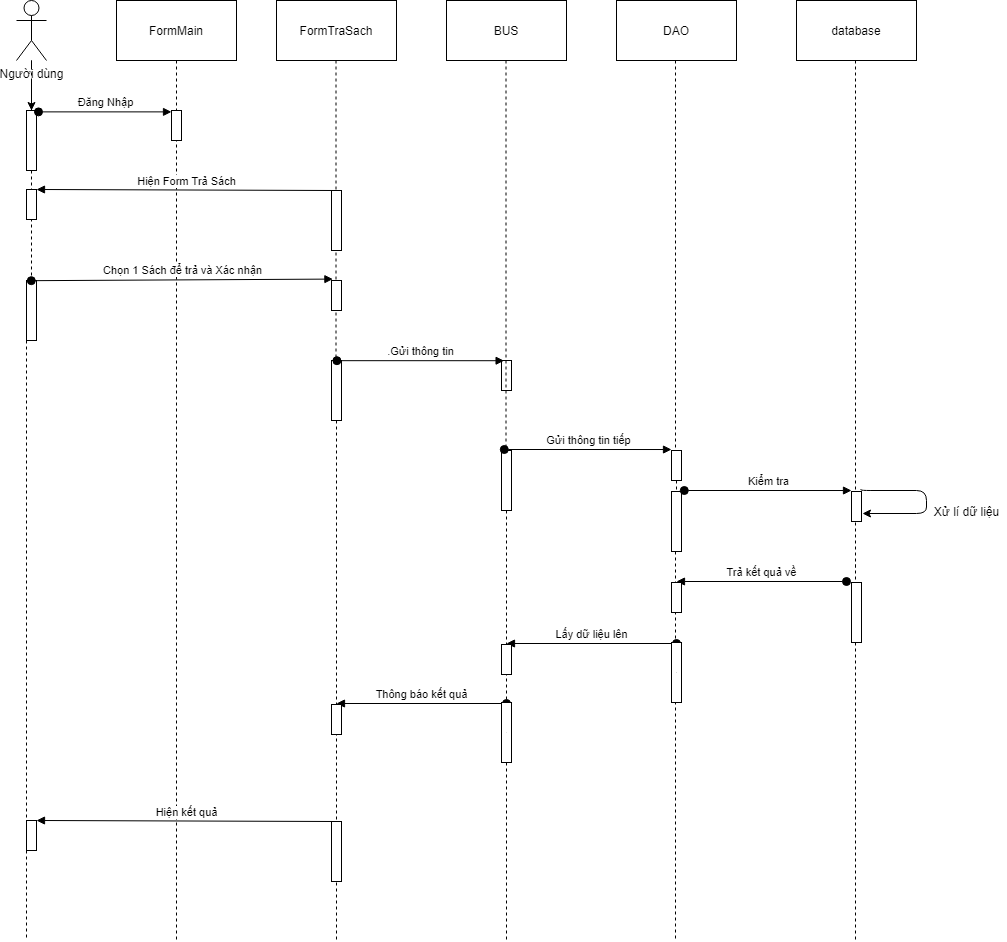 FormMain
FormTraSach
BUS
DAO
database
Người dùng
Đăng Nhập
Hiện Form Trả Sách
Chọn 1 Sách để trả và Xác nhận
.Gửi thông tin
Gửi thông tin tiếp
Kiểm tra
Xử lí dữ liệu
Trả kết quả về
Lấy dữ liệu lên
Thông báo kết quả
Hiện kết quả